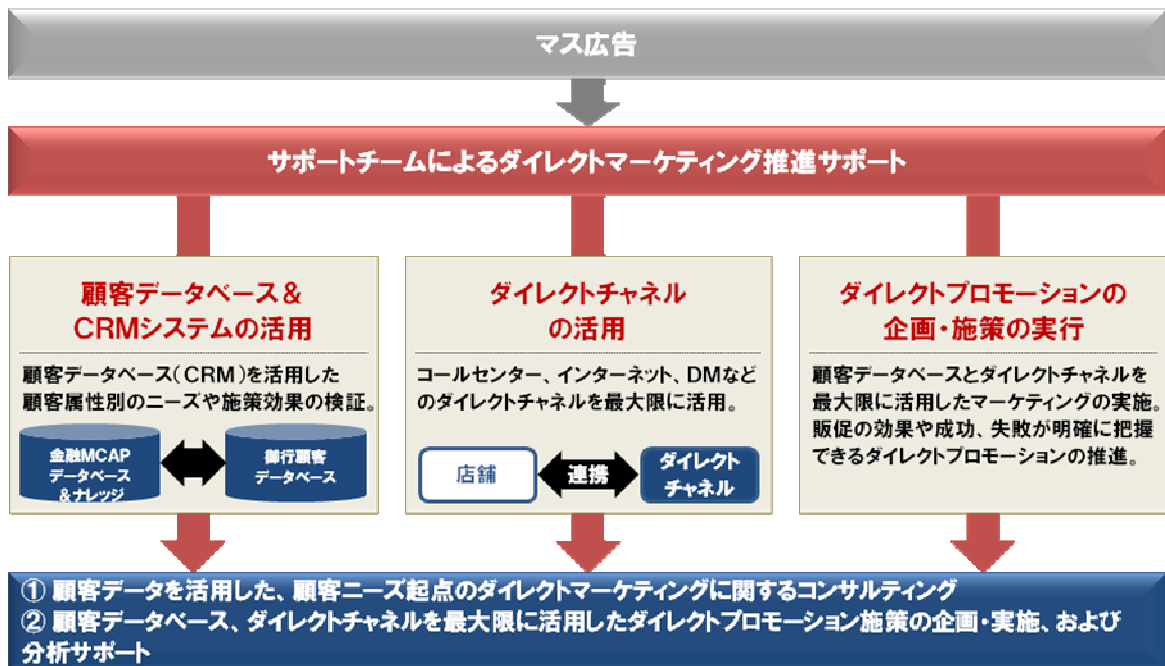 マス広告
サポートチームによるダイレクトマーケティング推進サポート
顧客データベース＆
CRMシステムの活用
顧客データベース（CRM）を活用した
顧客属性別のニーズや施策効果の検証。
金融MCAP
データベース
＆ナレッジ
御行顧客
データベース
ダイレクトチャネル
の活用
コールセンター、インターネット、DMなど
のダイレクトチャネルを最大限に活用。
店舗
連携
ダイレクト
チャネル
ダイレクトプロモーションの
企画・施策の実行
顧客データベースとダイレクトチャネルを
最大限に活用したマーケティングの実施。
販促の効果や成功、失敗が明確に把握
できるダイレクトプロモーションの推進。
① 顧客データを活用した、顧客ニーズ起点のダイレクトマーケティングに関するコンサルティング
② 顧客データベース、ダイレクトチャネルを最大限に活用したダイレクトプロモーション施策の企画・実施、および
分析サポート